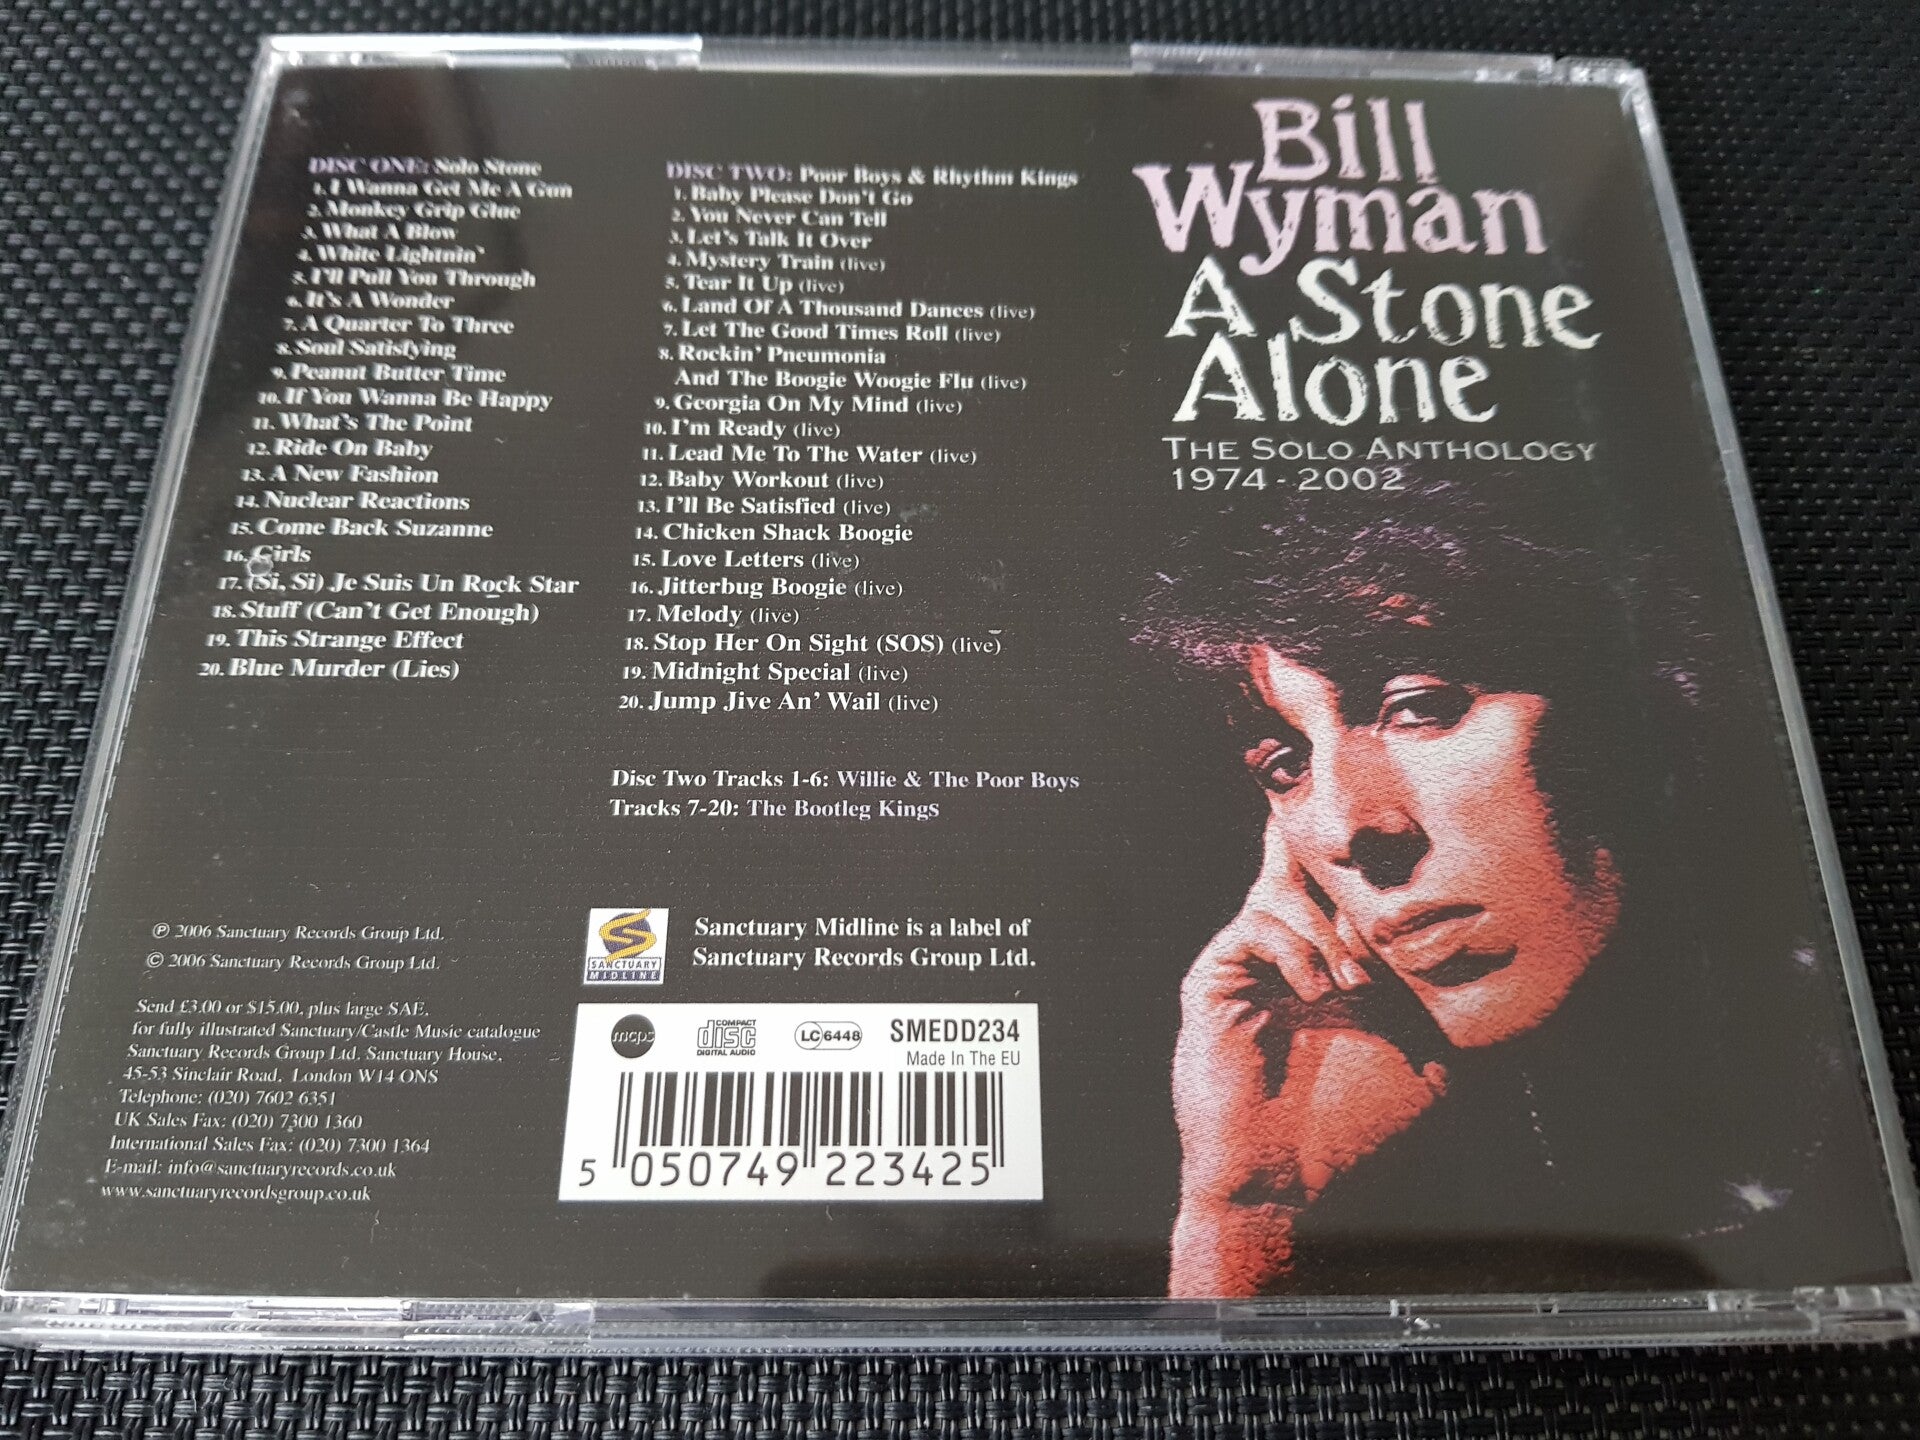 DISC ONE: Solo Stone
1. I Wanna Get Me A Gun
2. Monkey Grip Glue
3. What A Blow
4. White Lightnin'
5. I'll Pull You Through
6. It's A Wonder
7. A Quarter To Three
8. Soul Satisfying
9. Peanut Butter Time
10. If You Wanna Be Happy
11. What's The Point
12. Ride On Baby
13. A New Fashion
14. Nuclear Reactions
15. Come Back Suzanne
16. Girls
17. (Si, Si) Je Suis Un Rock Star
18. Stuff (Can't Get Enough)
19. This Strange Effect
20. Blue Murder (Lies)
DISC TWO: Poor Boys & Rhythm Kings
1. Baby Please Don't Go
2. You Never Can Tell
3. Let's Talk It Over
4. Mystery Train (live)
5. Tear It Up (live)
6. Land Of A Thousand Dances (live)
7. Let The Good Times Roll (live)
8. Rockin' Pneumonia
And The Boogie Woogie Flu (live)
9. Georgia On My Mind (live)
10. I'm Ready (live)
11. Lead Me To The Water (live)
12. Baby Workout (live)
13. I'll Be Satisfied (live)
14. Chicken Shack Boogie
15. Love Letters (live)
16. Jitterbug Boogie (live)
17. Melody (live)
18. Stop Her On Sight (SOS) (live)
19. Midnight Special (live)
20. Jump Jive An' Wail (live)
Disc Two Tracks 1-6: Willie & The Poor Boys
Tracks 7-20: The Bootleg Kings
Bill
Wyman
A Stone
Alone
THE SOLO ANTHOLOGY
1974 - 2002
℗ 2006 Sanctuary Records Group Ltd.
© 2006 Sanctuary Records Group Ltd.
Send £3.00 or $15.00, plus large SAE,
for fully illustrated Sanctuary/Castle Music catalogue
Sanctuary Records Group Ltd. Sanctuary House,
45-53 Sinclair Road, London W14 ONS
Telephone: (020) 7602 6351
UK Sales Fax: (020) 7300 1360
International Sales Fax: (020) 7300 1364
E-mail: info@sanctuaryrecords.co.uk
www.sanctuaryrecordsgroup.co.uk
SANCTUARY
MIDLINE
Sanctuary Midline is a label of
Sanctuary Records Group Ltd.
mcps
COMPACT
disc
DIGITAL AUDIO
LC 6448
SMEDD234
Made In The EU
5 050749 223425